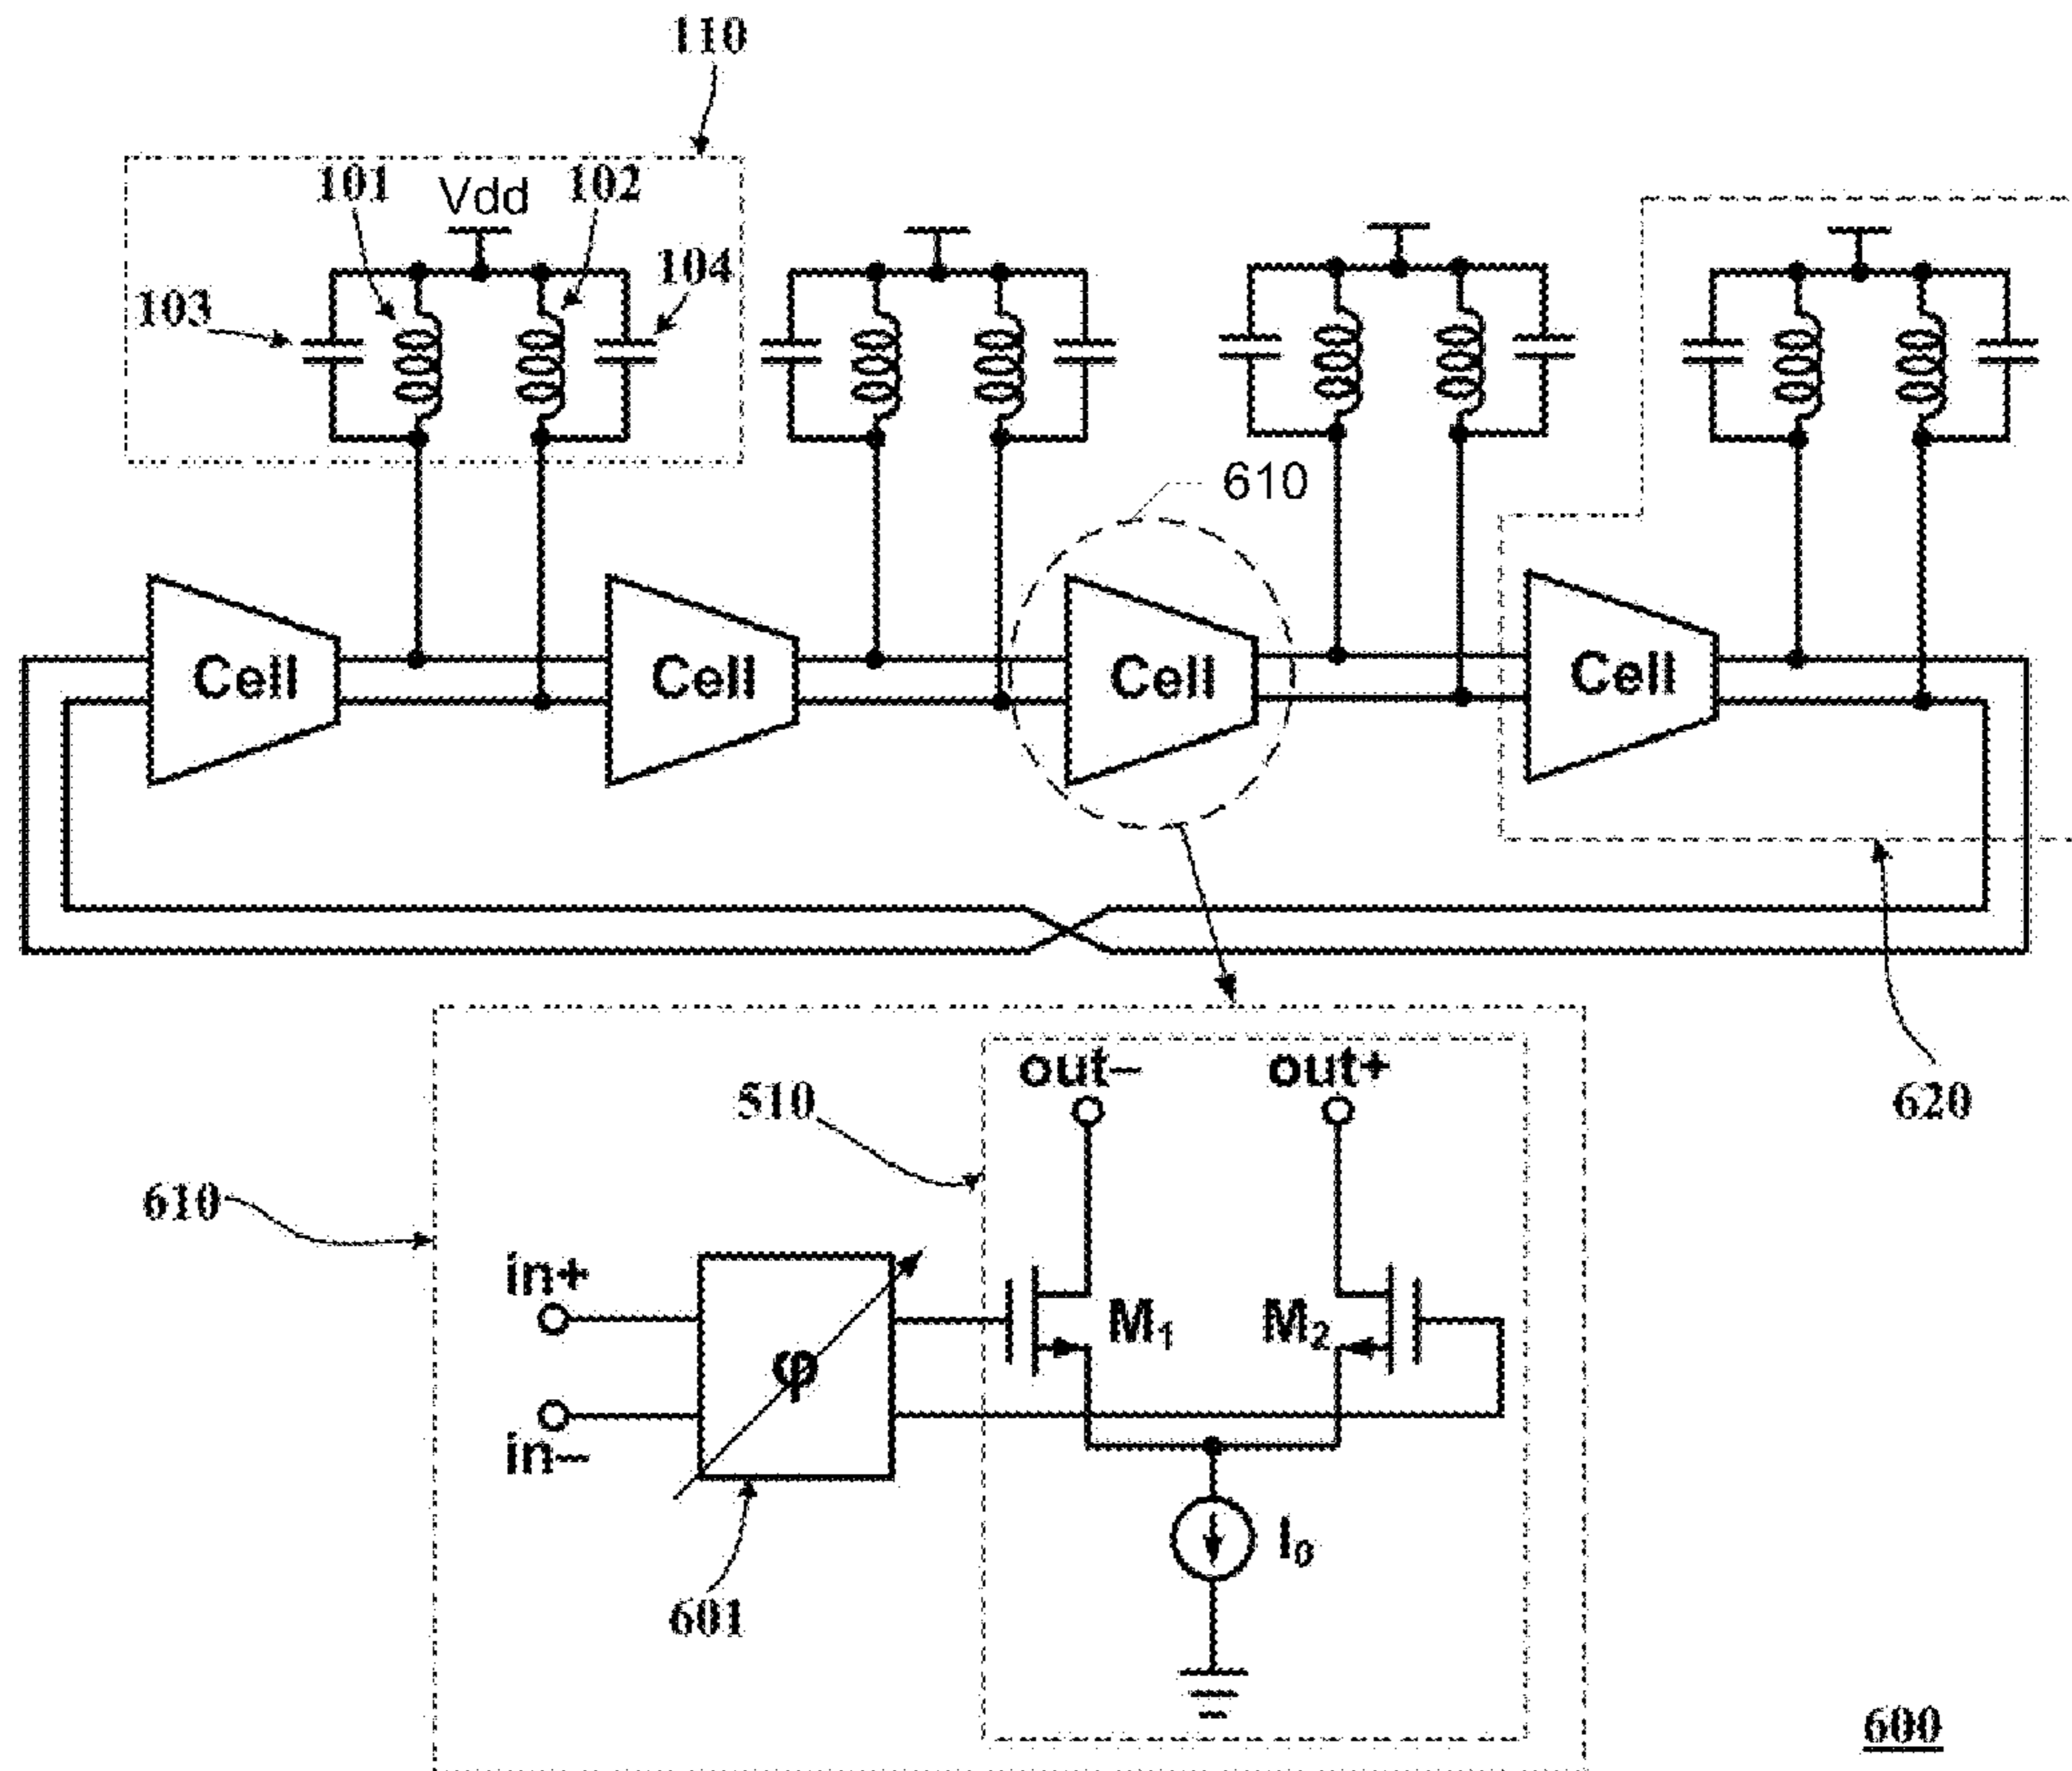 110
101
Vdd
102
103
104
610
Cell
Cell
Cell
Cell
620
510
out–
out+
610
in+
in–
φ
M₁
M₂
I₀
601
600